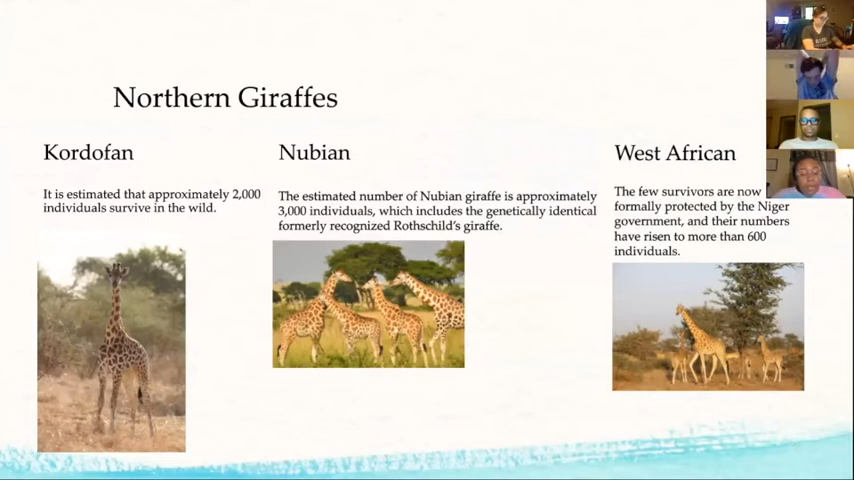 Northern Giraffes
Kordofan
It is estimated that approximately 2,000
individuals survive in the wild.
Nubian
The estimated number of Nubian giraffe is approximately
3,000 individuals, which includes the genetically identical
formerly recognized Rothschild's giraffe.
West African
The few survivors are now
formally protected by the Niger
government, and their numbers
have risen to more than 600
individuals.